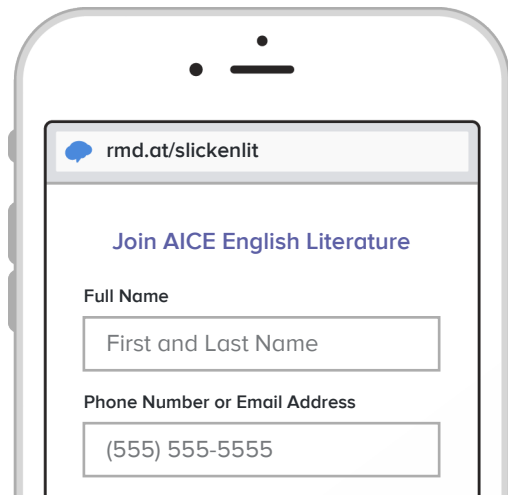 rmd.at/slickenlit
Join AICE English Literature
Full Name
First and Last Name
Phone Number or Email Address
(555) 555-5555